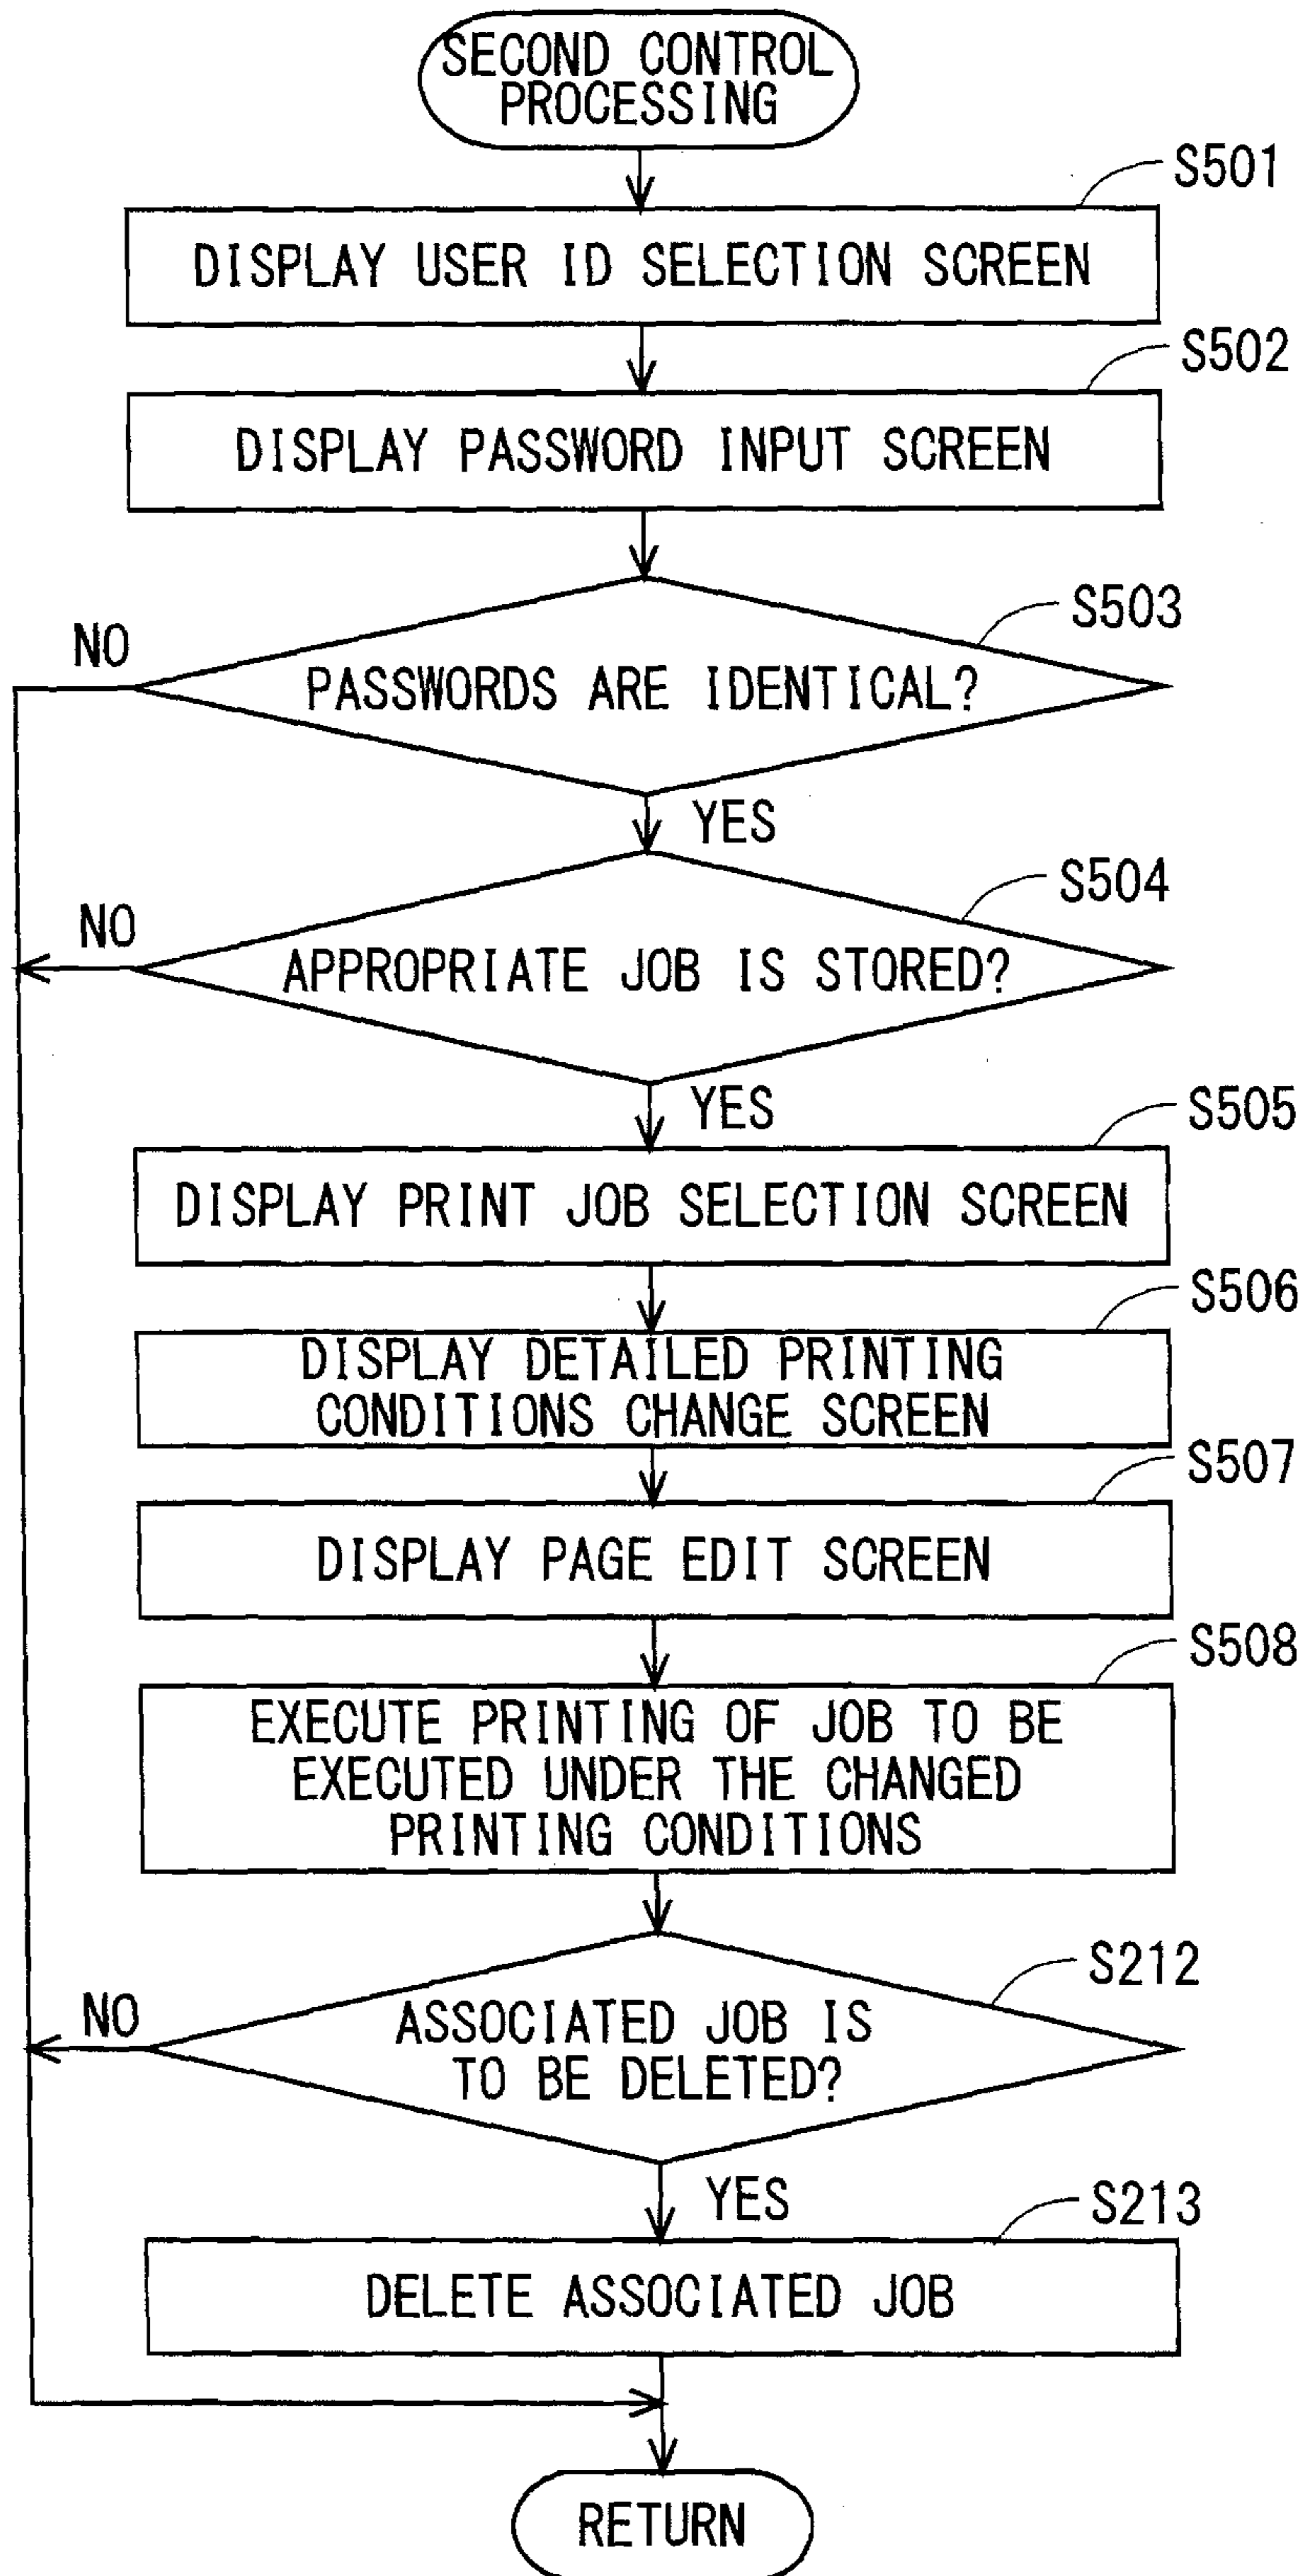 SECOND CONTROL
PROCESSING
S501
DISPLAY USER ID SELECTION SCREEN
S502
DISPLAY PASSWORD INPUT SCREEN
S503
NO
PASSWORDS ARE IDENTICAL?
YES
S504
NO
APPROPRIATE JOB IS STORED?
YES
S505
DISPLAY PRINT JOB SELECTION SCREEN
S506
DISPLAY DETAILED PRINTING
CONDITIONS CHANGE SCREEN
S507
DISPLAY PAGE EDIT SCREEN
S508
EXECUTE PRINTING OF JOB TO BE
EXECUTED UNDER THE CHANGED
PRINTING CONDITIONS
S212
NO
ASSOCIATED JOB IS
TO BE DELETED?
YES
S213
DELETE ASSOCIATED JOB
RETURN